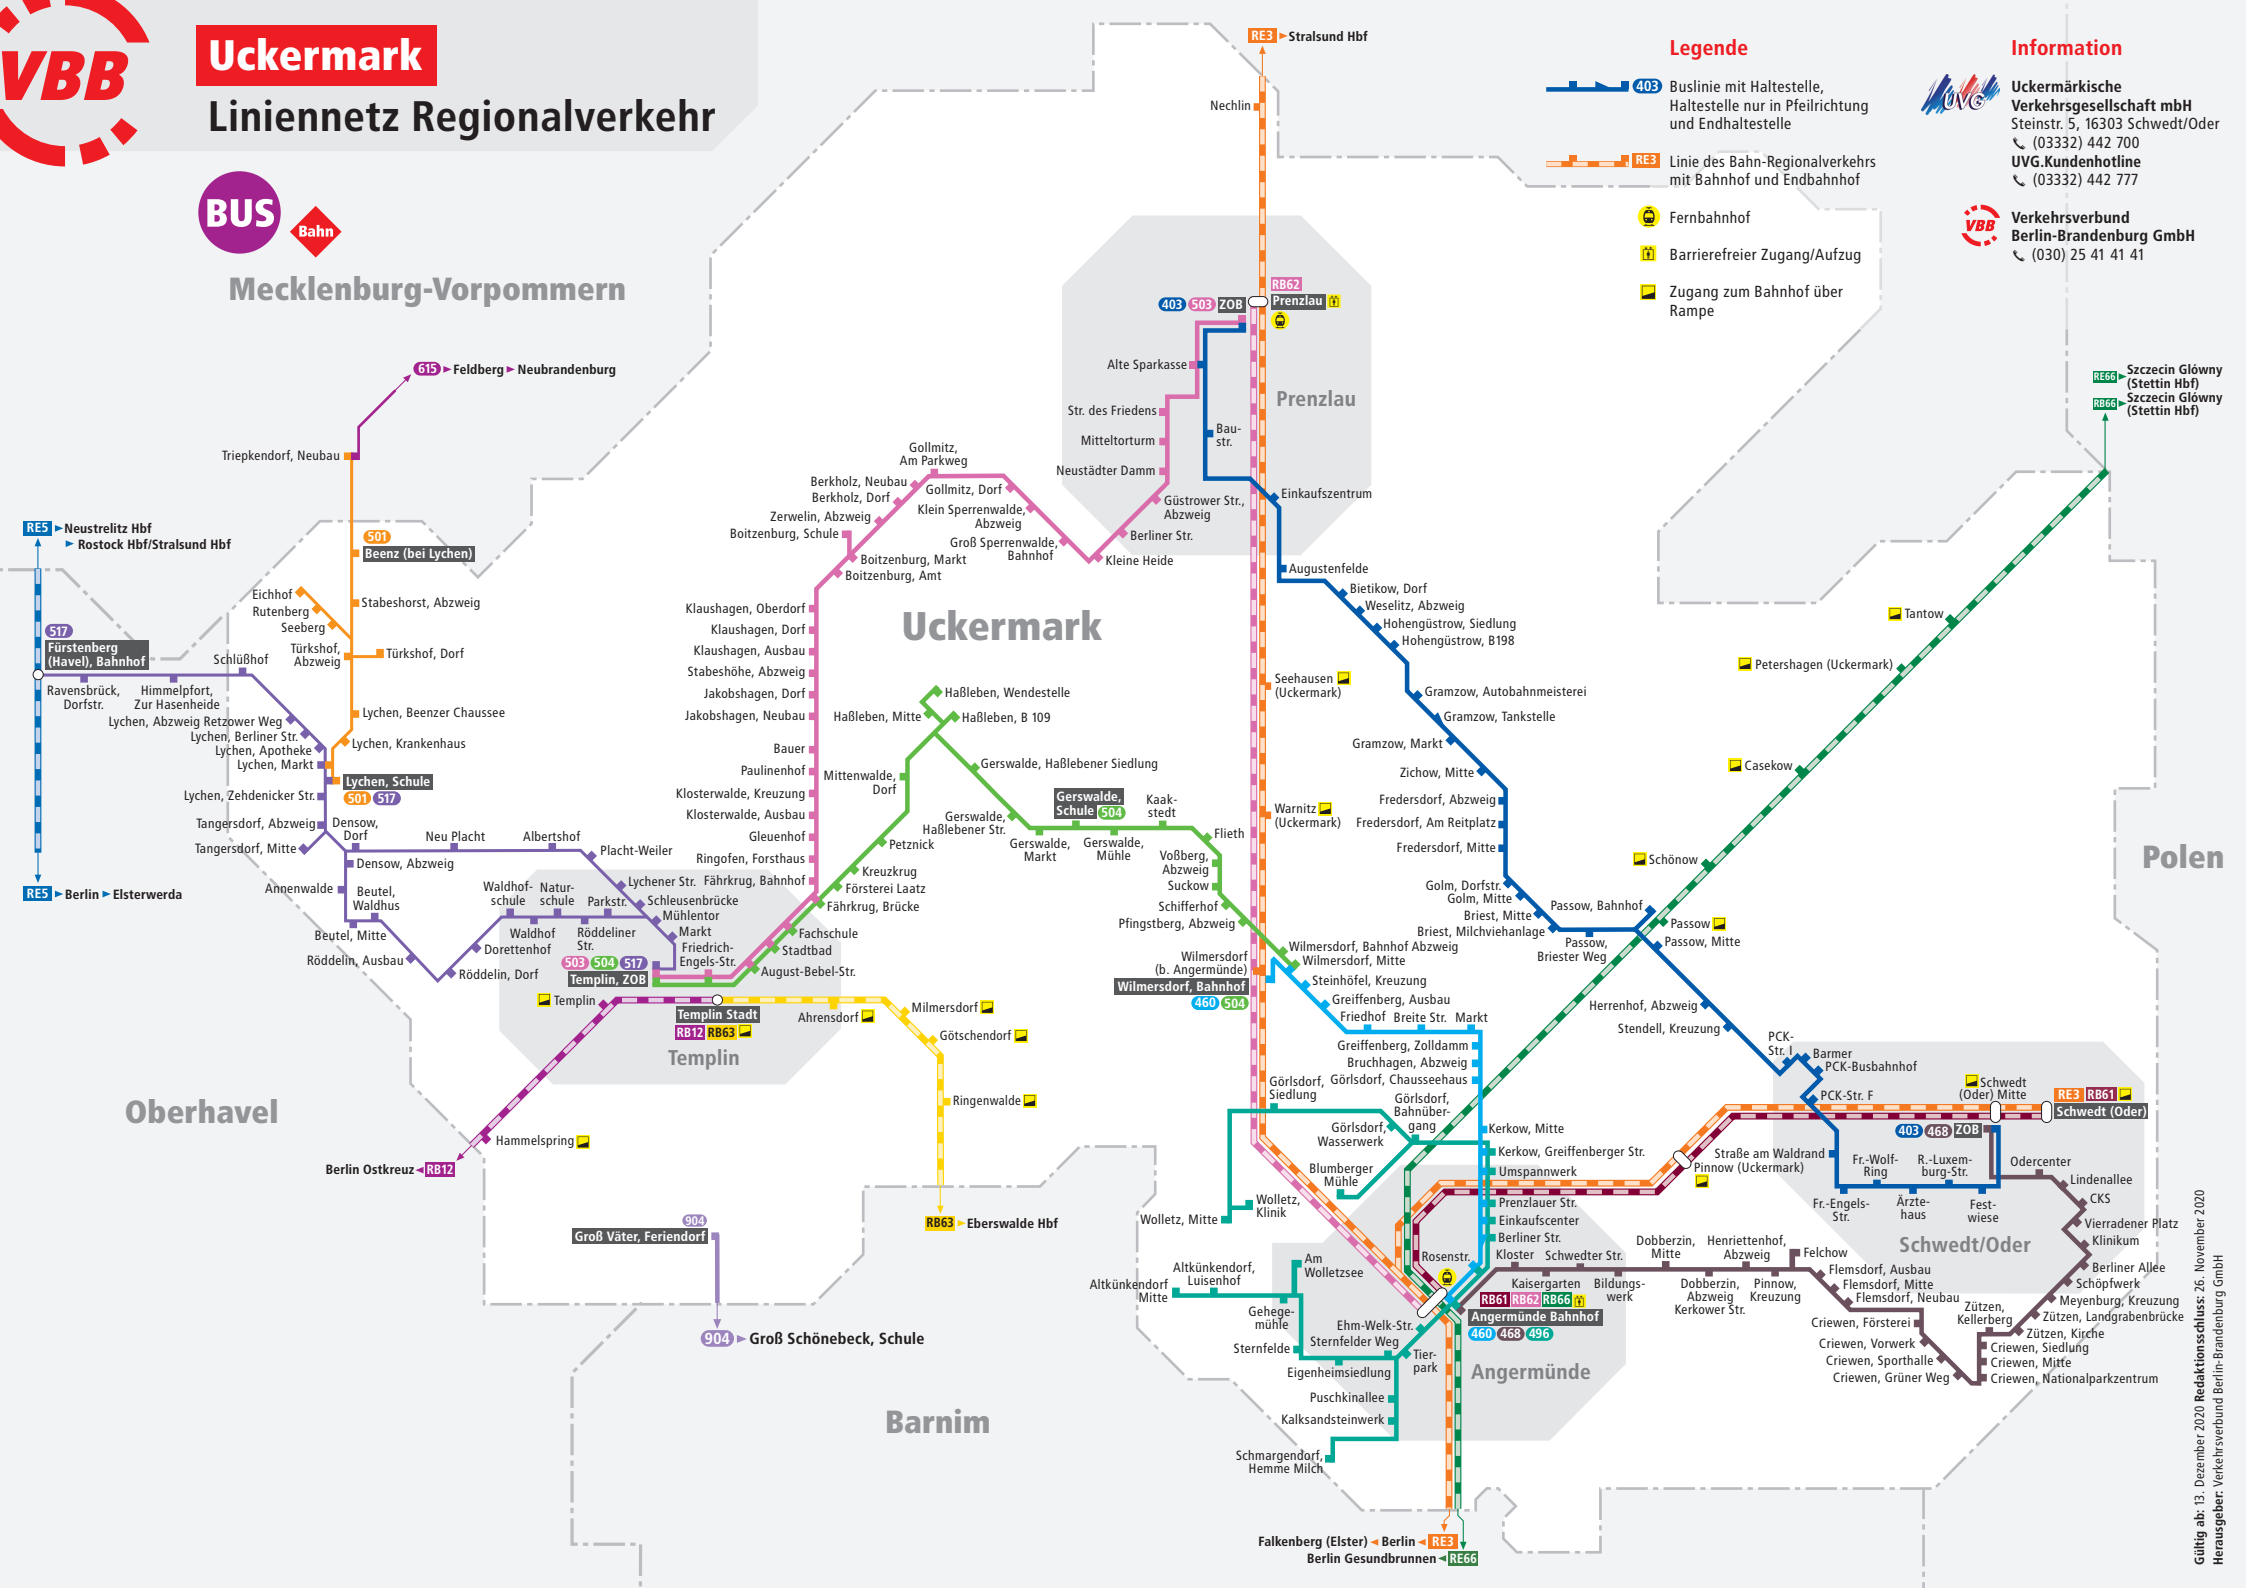 VBB
Uckermark
Liniennetz Regionalverkehr
BUS
Bahn
Mecklenburg-Vorpommern
Legende
403
Buslinie mit Haltestelle,
Haltestelle nur in Pfeilrichtung
und Endhaltestelle
RE3
Linie des Bahn-Regionalverkehrs
mit Bahnhof und Endbahnhof
Fernbahnhof
Barrierefreier Zugang/Aufzug
Zugang zum Bahnhof über
Rampe
Information
UVG
Uckermärkische
Verkehrsgesellschaft mbH
Steinstr. 5, 16303 Schwedt/Oder
(03332) 442 700
UVG.Kundenhotline
(03332) 442 777
VBB
Verkehrsverbund
Berlin-Brandenburg GmbH
(030) 25 41 41 41
RE3 Stralsund Hbf
Nechlin
RB62
403 503 ZOB
Prenzlau
Alte Sparkasse
Str. des Friedens
Mitteltorturm
Neustädter Damm
Bau-
str.
Prenzlau
Güstrower Str.,
Abzweig
Berliner Str.
Kleine Heide
Einkaufszentrum
Gollmitz,
Am Parkweg
Berkholz, Neubau
Berkholz, Dorf
Gollmitz, Dorf
Zerwelin, Abzweig
Klein Sperrenwalde,
Abzweig
Boitzenburg, Schule
Groß Sperrenwalde,
Bahnhof
Boitzenburg, Markt
Boitzenburg, Amt
615 Feldberg Neubrandenburg
Triepkendorf, Neubau
RE5 Neustrelitz Hbf
Rostock Hbf/Stralsund Hbf
501
Beenz (bei Lychen)
Eichhof
Rutenberg
Seeberg
Stabeshorst, Abzweig
Türkshof,
Abzweig
Türkshof, Dorf
517
Fürstenberg
(Havel), Bahnhof
Schlüßhof
Ravensbrück,
Dorfstr.
Himmelpfort,
Zur Hasenheide
Lychen, Abzweig Retzower Weg
Lychen, Berliner Str.
Lychen, Apotheke
Lychen, Markt
Lychen, Beenzer Chaussee
Lychen, Krankenhaus
Lychen, Schule
501 517
Lychen, Zehdenicker Str.
Tangersdorf, Abzweig
Tangersdorf, Mitte
Densow,
Dorf
Neu Placht
Albertshof
Placht-Weiler
Densow, Abzweig
Annenwalde
Beutel,
Waldhus
Beutel, Mitte
Röddelin, Ausbau
Röddelin, Dorf
Dorettenhof
Waldhof-
schule
Natur-
schule
Parkstr.
Waldhof
Röddeliner
Str.
Lychener Str.
Schleusenbrücke
Mühlentor
Markt
Friedrich-
Engels-Str.
503 504 517
Templin, ZOB
RE5 Berlin Elsterwerda
Uckermark
Klaushagen, Oberdorf
Klaushagen, Dorf
Klaushagen, Ausbau
Stabeshöhe, Abzweig
Jakobshagen, Dorf
Jakobshagen, Neubau
Bauer
Paulinenhof
Klosterwalde, Kreuzung
Klosterwalde, Ausbau
Gleuenhof
Ringofen, Forsthaus
Fährkrug, Bahnhof
Haßleben, Wendestelle
Haßleben, Mitte
Haßleben, B 109
Mittenwalde,
Dorf
Petznick
Kreuzkrug
Försterei Laatz
Fährkrug, Brücke
Fachschule
Stadtbad
August-Bebel-Str.
Gerswalde, Haßlebener Siedlung
Gerswalde,
Haßlebener Str.
Gerswalde,
Schule 504
Kaak-
stedt
Gerswalde,
Markt
Gerswalde,
Mühle
Flieth
Voßberg,
Abzweig
Suckow
Schifferhof
Pfingstberg, Abzweig
Wilmersdorf, Bahnhof Abzweig
Wilmersdorf, Mitte
Wilmersdorf
(b. Angermünde)
Wilmersdorf, Bahnhof
460 504
Steinhöfel, Kreuzung
Greiffenberg, Ausbau
Friedhof
Breite Str.
Markt
Greiffenberg, Zolldamm
Bruchhagen, Abzweig
Görlsdorf, Chausseehaus
Seehausen
(Uckermark)
Warnitz
(Uckermark)
Augustenfelde
Bietikow, Dorf
Weselitz, Abzweig
Hohengüstrow, Siedlung
Hohengüstrow, B198
Gramzow, Autobahnmeisterei
Gramzow, Tankstelle
Gramzow, Markt
Zichow, Mitte
Fredersdorf, Abzweig
Fredersdorf, Am Reitplatz
Fredersdorf, Mitte
Golm, Dorfstr.
Golm, Mitte
Briest, Mitte
Briest, Milchviehanlage
Passow, Bahnhof
Passow,
Briester Weg
Passow
Passow, Mitte
Herrenhof, Abzweig
Stendell, Kreuzung
PCK-
Str. I
Barmer
PCK-Busbahnhof
PCK-Str. F
RE66 Szczecin Glówny
(Stettin Hbf)
RB66 Szczecin Glówny
(Stettin Hbf)
Tantow
Petershagen (Uckermark)
Casekow
Schönow
Polen
Schwedt
(Oder) Mitte
RE3 RB61
Schwedt (Oder)
403 468 ZOB
Straße am Waldrand
Pinnow (Uckermark)
Fr.-Wolf-
Ring
R.-Luxem-
burg-Str.
Fr.-Engels-
Str.
Ärzte-
haus
Fest-
wiese
Odercenter
Lindenallee
CKS
Vierradener Platz
Klinikum
Schwedt/Oder
Berliner Allee
Schöpfwerk
Meyenburg, Kreuzung
Zützen, Landgrabenbrücke
Zützen, Kirche
Zützen,
Kellerberg
Criewen, Siedlung
Criewen, Mitte
Criewen, Nationalparkzentrum
Criewen, Försterei
Criewen, Vorwerk
Criewen, Sporthalle
Criewen, Grüner Weg
Templin
Templin Stadt
RB12 RB63
Templin
Ahrensdorf
Milmersdorf
Götschendorf
Ringenwalde
RB63 Eberswalde Hbf
Hammelspring
Berlin Ostkreuz RB12
Oberhavel
904
Groß Väter, Feriendorf
904 Groß Schönebeck, Schule
Barnim
Görlsdorf,
Siedlung
Görlsdorf,
Bahnüber-
gang
Görlsdorf,
Wasserwerk
Blumberger
Mühle
Wolletz,
Klinik
Wolletz, Mitte
Kerkow, Mitte
Kerkow, Greiffenberger Str.
Umspannwerk
Prenzlauer Str.
Einkaufscenter
Berliner Str.
Rosenstr.
Kloster
Schwedter Str.
Kaisergarten
Bildungs-
werk
Dobberzin,
Mitte
Henriettenhof,
Abzweig
Felchow
Dobberzin,
Abzweig
Kerkower Str.
Pinnow,
Kreuzung
Flemsdorf, Ausbau
Flemsdorf, Mitte
Flemsdorf, Neubau
Am
Wolletzsee
Altkünkendorf,
Luisenhof
Altkünkendorf
Mitte
Gehege-
mühle
Sternfelde
Ehm-Welk-Str.
Sternfelder Weg
Eigenheimsiedlung
Tier-
park
Puschkinallee
Kalksandsteinwerk
Schmargendorf,
Hemme Milch
RB61 RB62 RB66
Angermünde Bahnhof
460 468 496
Angermünde
Falkenberg (Elster) Berlin RE3
Berlin Gesundbrunnen RE66
Gültig ab: 13. Dezember 2020 Redaktionsschluss: 26. November 2020
Herausgeber: Verkehrsverbund Berlin-Brandenburg GmbH